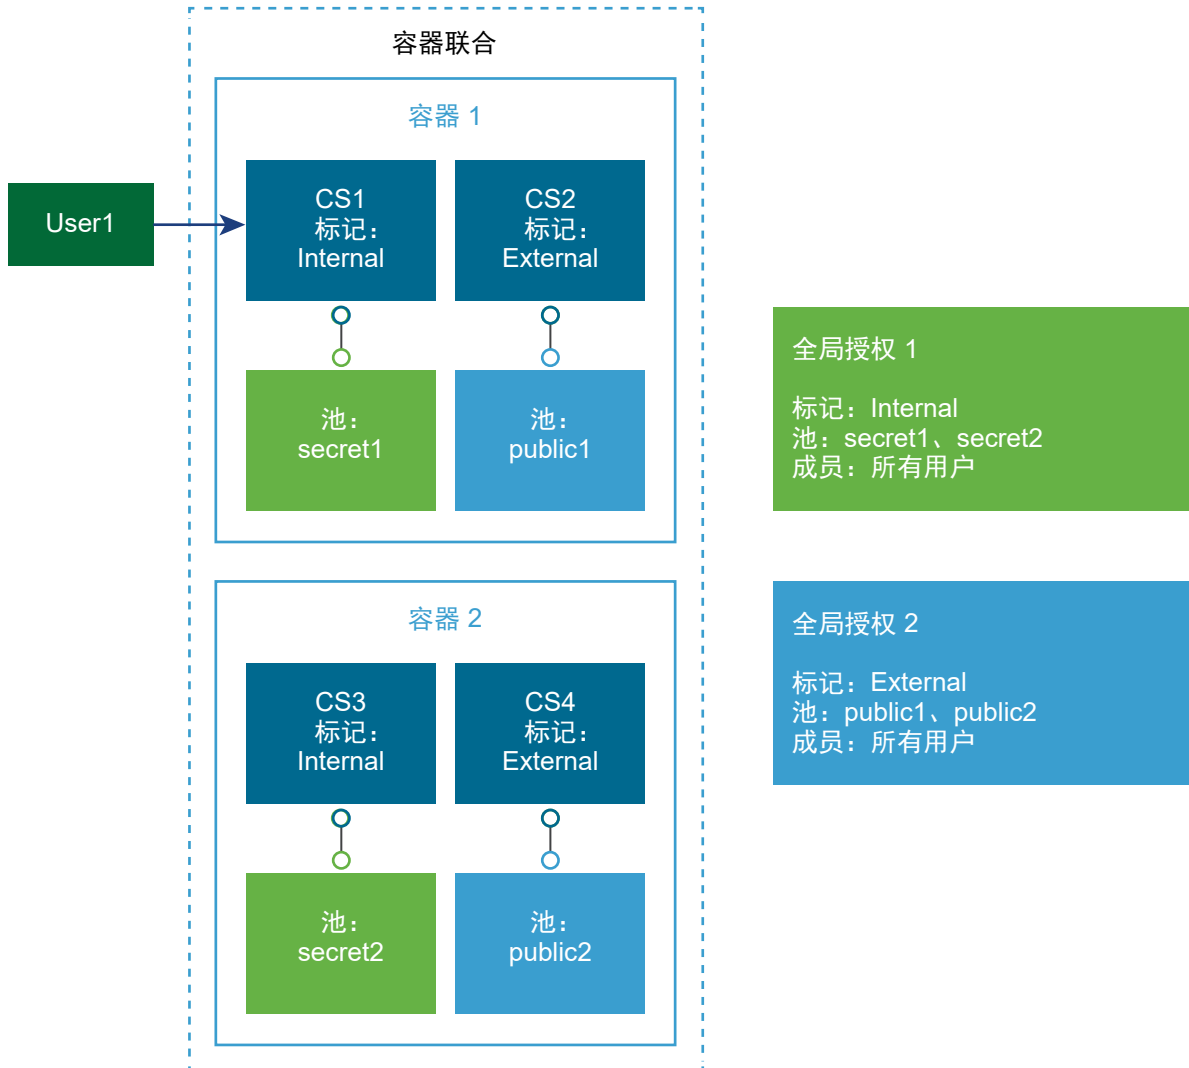 容器联合
容器 1
User1
CS1
标记：
Internal
CS2
标记：
External
池：
secret1
池：
public1
容器 2
CS3
标记：
Internal
CS4
标记：
External
池：
secret2
池：
public2
全局授权 1
标记：Internal
池：secret1、secret2
成员：所有用户
全局授权 2
标记：External
池：public1、public2
成员：所有用户